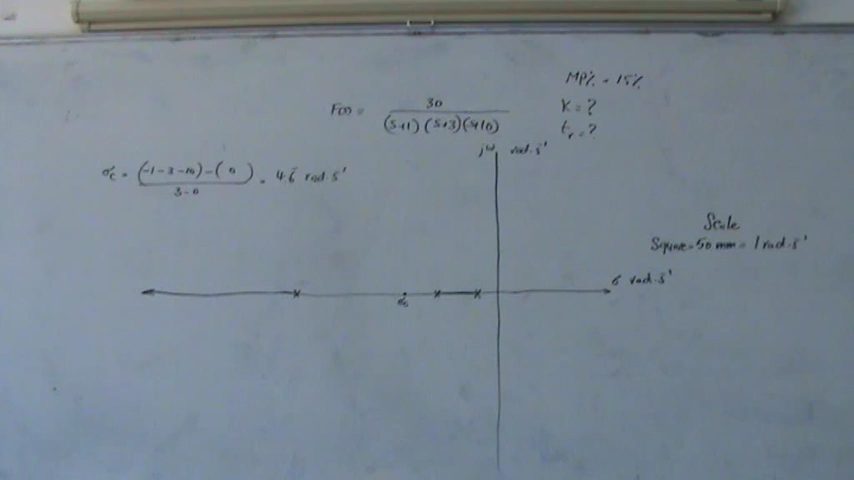 MP% = 15%
F(s) = 30 / (s+1)(s+3)(s+10)
K = ?
tr = ?
jω rad.s⁻¹
σc = (-1-3-10)-(0) / 3-0 = 4.6 rad.s⁻¹
Scale
Square = 50 mm = 1 rad.s⁻¹
σ rad.s⁻¹
σc